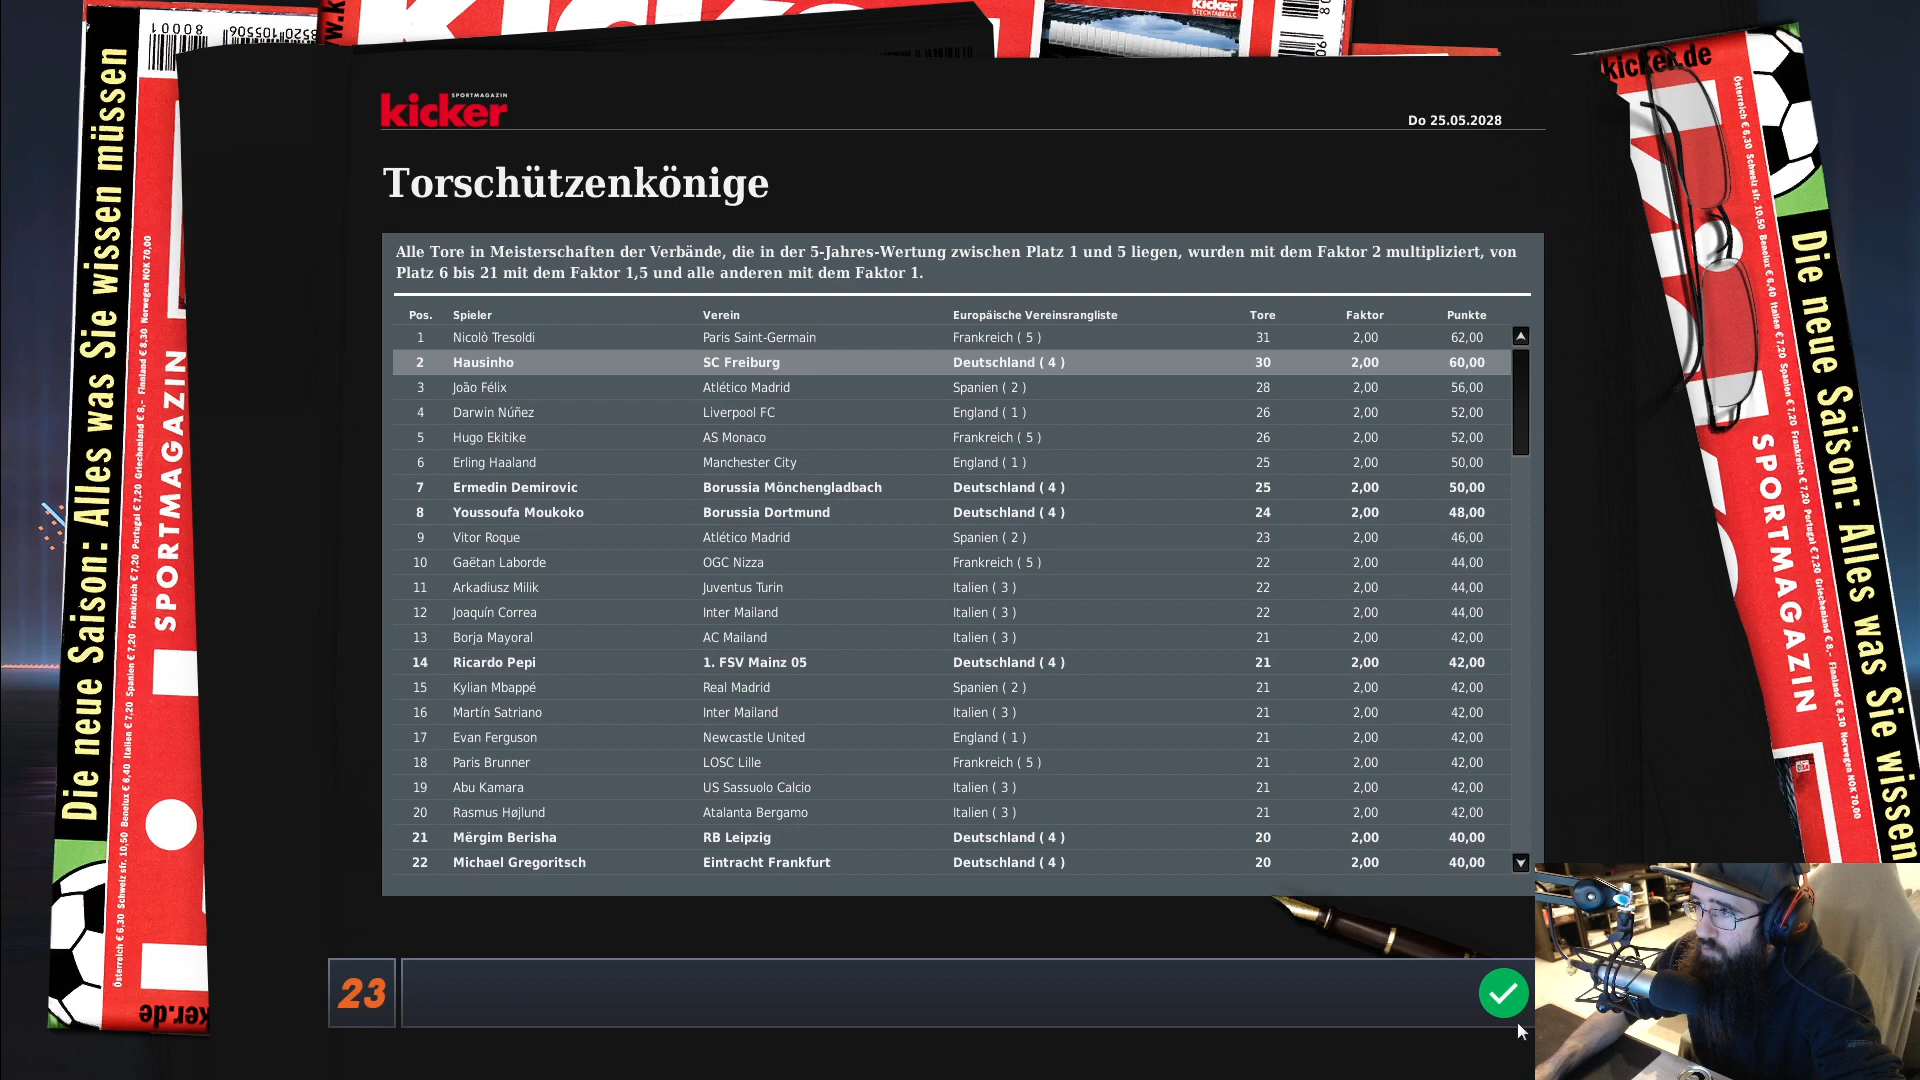 Die neue Saison: Alles was Sie wissen müssen
SPORTMAGAZIN
kicker
SPORTMAGAZIN
Do 25.05.2028
Torschützenkönige
Alle Tore in Meisterschaften der Verbände, die in der 5-Jahres-Wertung zwischen Platz 1 und 5 liegen, wurden mit dem Faktor 2 multipliziert, von
Platz 6 bis 21 mit dem Faktor 1,5 und alle anderen mit dem Faktor 1.
Pos. Spieler Verein Europäische Vereinsrangliste Tore Faktor Punkte
1 Nicolò Tresoldi Paris Saint-Germain Frankreich ( 5 ) 31 2,00 62,00
2 Hausinho SC Freiburg Deutschland ( 4 ) 30 2,00 60,00
3 João Félix Atlético Madrid Spanien ( 2 ) 28 2,00 56,00
4 Darwin Núñez Liverpool FC England ( 1 ) 26 2,00 52,00
5 Hugo Ekitike AS Monaco Frankreich ( 5 ) 26 2,00 52,00
6 Erling Haaland Manchester City England ( 1 ) 25 2,00 50,00
7 Ermedin Demirovic Borussia Mönchengladbach Deutschland ( 4 ) 25 2,00 50,00
8 Youssoufa Moukoko Borussia Dortmund Deutschland ( 4 ) 24 2,00 48,00
9 Vitor Roque Atlético Madrid Spanien ( 2 ) 23 2,00 46,00
10 Gaëtan Laborde OGC Nizza Frankreich ( 5 ) 22 2,00 44,00
11 Arkadiusz Milik Juventus Turin Italien ( 3 ) 22 2,00 44,00
12 Joaquín Correa Inter Mailand Italien ( 3 ) 22 2,00 44,00
13 Borja Mayoral AC Mailand Italien ( 3 ) 21 2,00 42,00
14 Ricardo Pepi 1. FSV Mainz 05 Deutschland ( 4 ) 21 2,00 42,00
15 Kylian Mbappé Real Madrid Spanien ( 2 ) 21 2,00 42,00
16 Martín Satriano Inter Mailand Italien ( 3 ) 21 2,00 42,00
17 Evan Ferguson Newcastle United England ( 1 ) 21 2,00 42,00
18 Paris Brunner LOSC Lille Frankreich ( 5 ) 21 2,00 42,00
19 Abu Kamara US Sassuolo Calcio Italien ( 3 ) 21 2,00 42,00
20 Rasmus Højlund Atalanta Bergamo Italien ( 3 ) 21 2,00 42,00
21 Mërgim Berisha RB Leipzig Deutschland ( 4 ) 20 2,00 40,00
22 Michael Gregoritsch Eintracht Frankfurt Deutschland ( 4 ) 20 2,00 40,00
23
kicker.de
SPORTMAGAZIN
Die neue Saison: Alles was Sie wissen